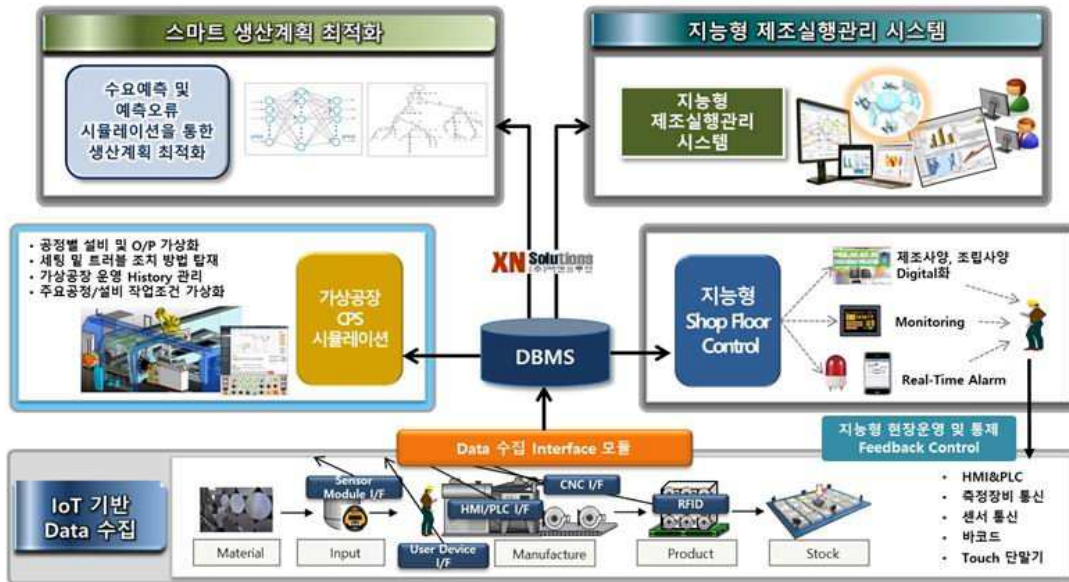 스마트 생산계획 최적화
수요예측 및
예측오류
시뮬레이션을 통한
생산계획 최적화
지능형 제조실행관리 시스템
지능형
제조실행관리
시스템
• 공정별 설비 및 O/P 가상화
• 세팅 및 트러블 조치 방법 탑재
• 가상공장 운영 History 관리
• 주요공정/설비 작업조건 가상화
가상공장
CPS
시뮬레이션
XN Solutions
DBMS
지능형
Shop Floor
Control
제조사양, 조립사양
Digital화
Monitoring
Real-Time Alarm
Data 수집 Interface 모듈
지능형 현장운영 및 통제
Feedback Control
IoT 기반
Data 수집
Sensor
Module I/F
HMI/PLC I/F
CNC I/F
RFID
User Device
I/F
Material
Input
Manufacture
Product
Stock
• HMI&PLC
• 측정장비 통신
• 센서 통신
• 바코드
• Touch 단말기